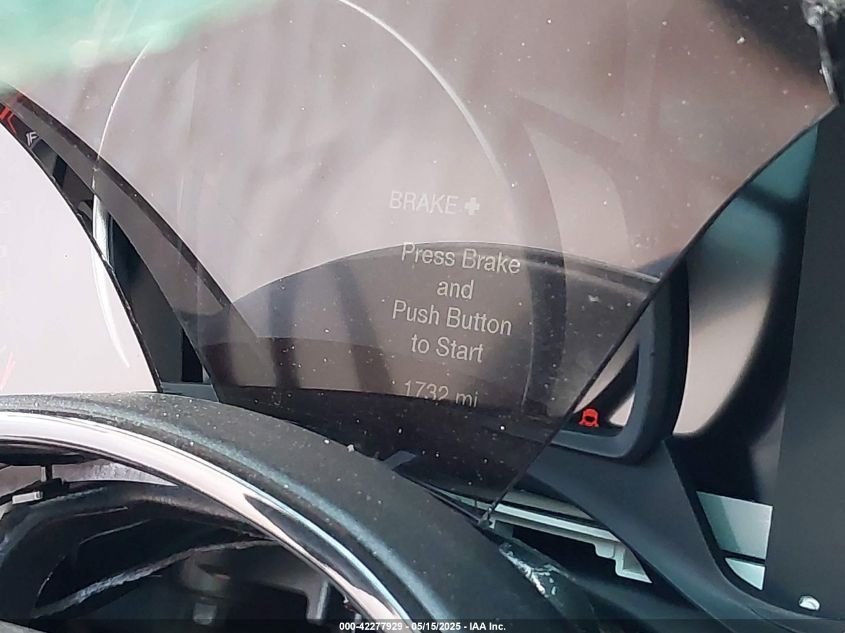 BRAKE
Press Brake
and
Push Button
to Start
1732 mi
000-42277929 - 05/15/2025 - IAA Inc.